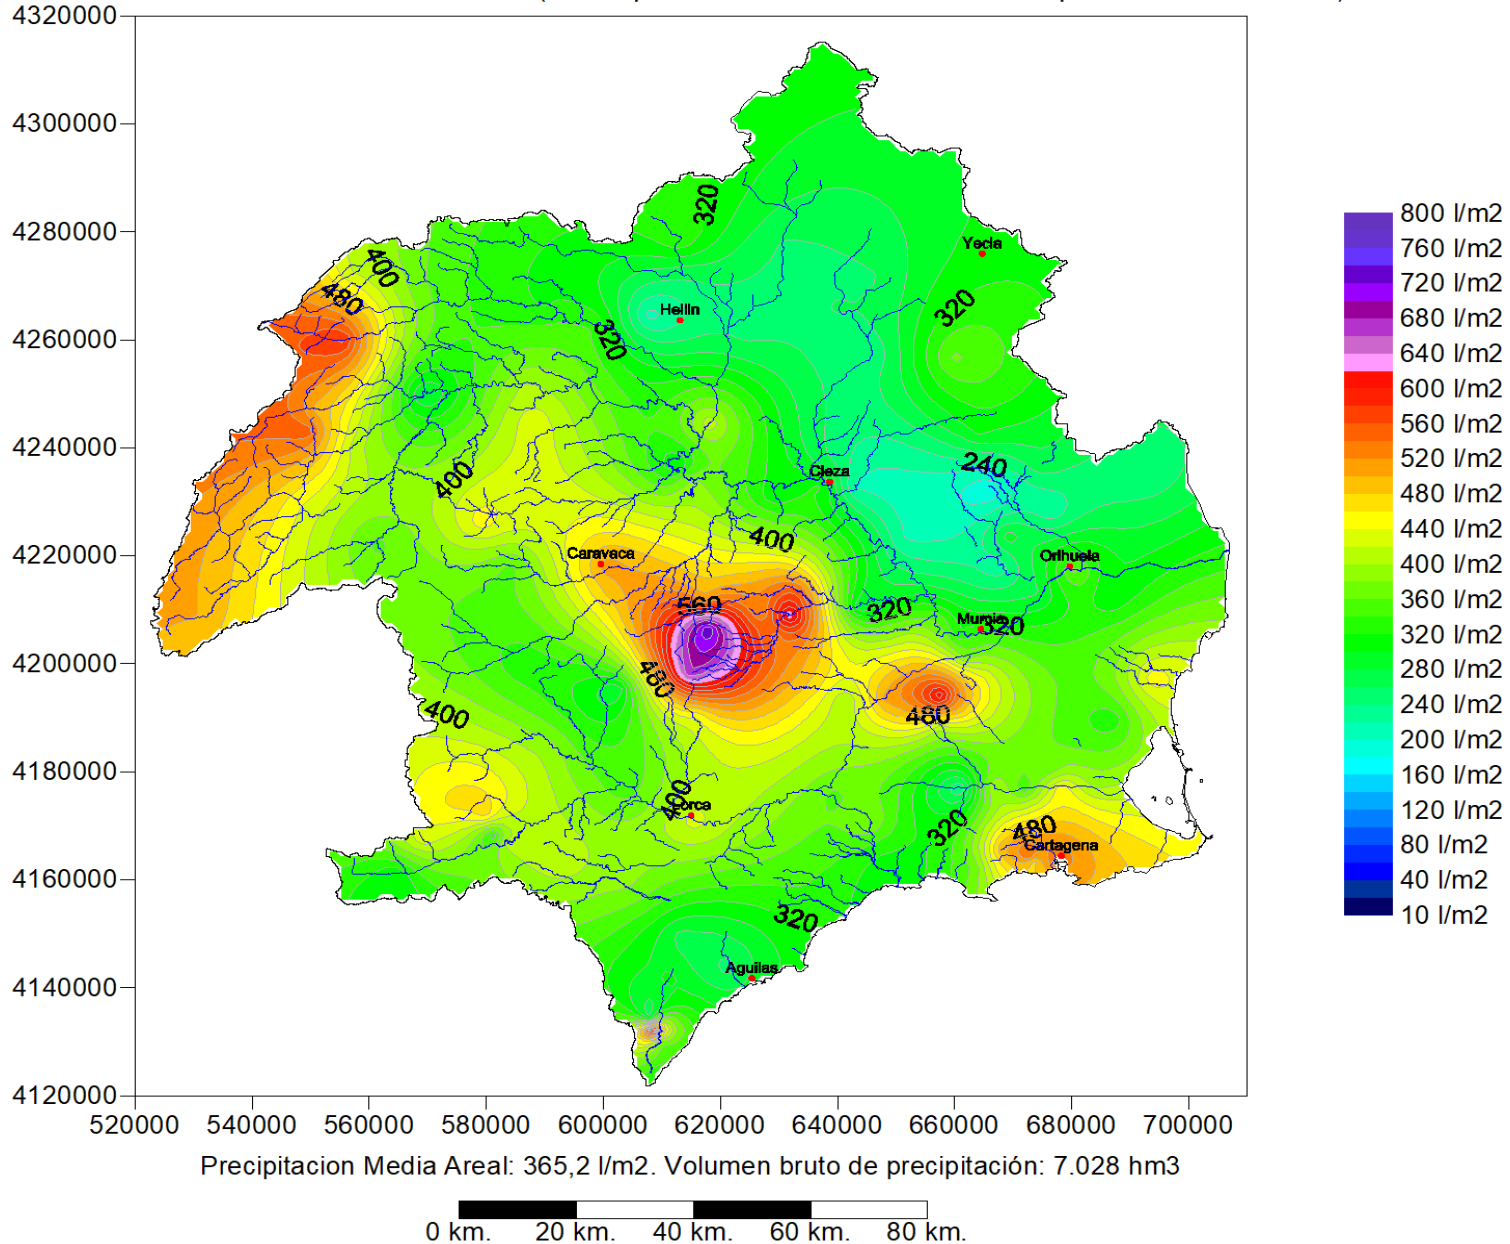 4320000
4300000
4280000
4260000
4240000
4220000
4200000
4180000
4160000
4140000
4120000
520000 540000 560000 580000 600000 620000 640000 660000 680000 700000
320
400
480
Yecla
320
Hellin
320
240
Cieza
400
400
Caravaca
Orihuela
560
320
Murcia
320
480
400
480
400
Lorca
320
480
Cartagena
320
Aguilas
800 l/m2
760 l/m2
720 l/m2
680 l/m2
640 l/m2
600 l/m2
560 l/m2
520 l/m2
480 l/m2
440 l/m2
400 l/m2
360 l/m2
320 l/m2
280 l/m2
240 l/m2
200 l/m2
160 l/m2
120 l/m2
80 l/m2
40 l/m2
10 l/m2
Precipitacion Media Areal: 365,2 l/m2. Volumen bruto de precipitación: 7.028 hm3
0 km. 20 km. 40 km. 60 km. 80 km.